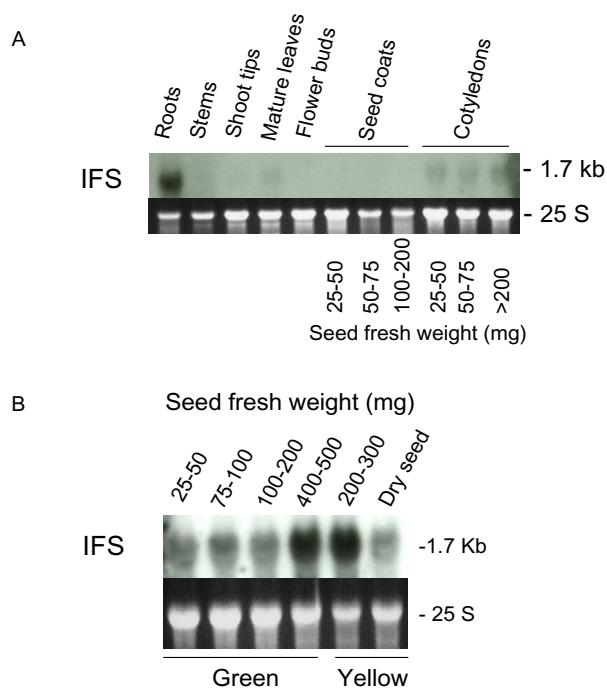 A
Roots Stems Shoot tips Mature leaves Flower buds Seed coats Cotyledons
IFS
- 1.7 kb
- 25 S
25-50 50-75 100-200 25-50 50-75 >200
Seed fresh weight (mg)
B
Seed fresh weight (mg)
25-50 75-100 100-200 400-500 200-300 Dry seed
IFS
-1.7 Kb
- 25 S
Green Yellow